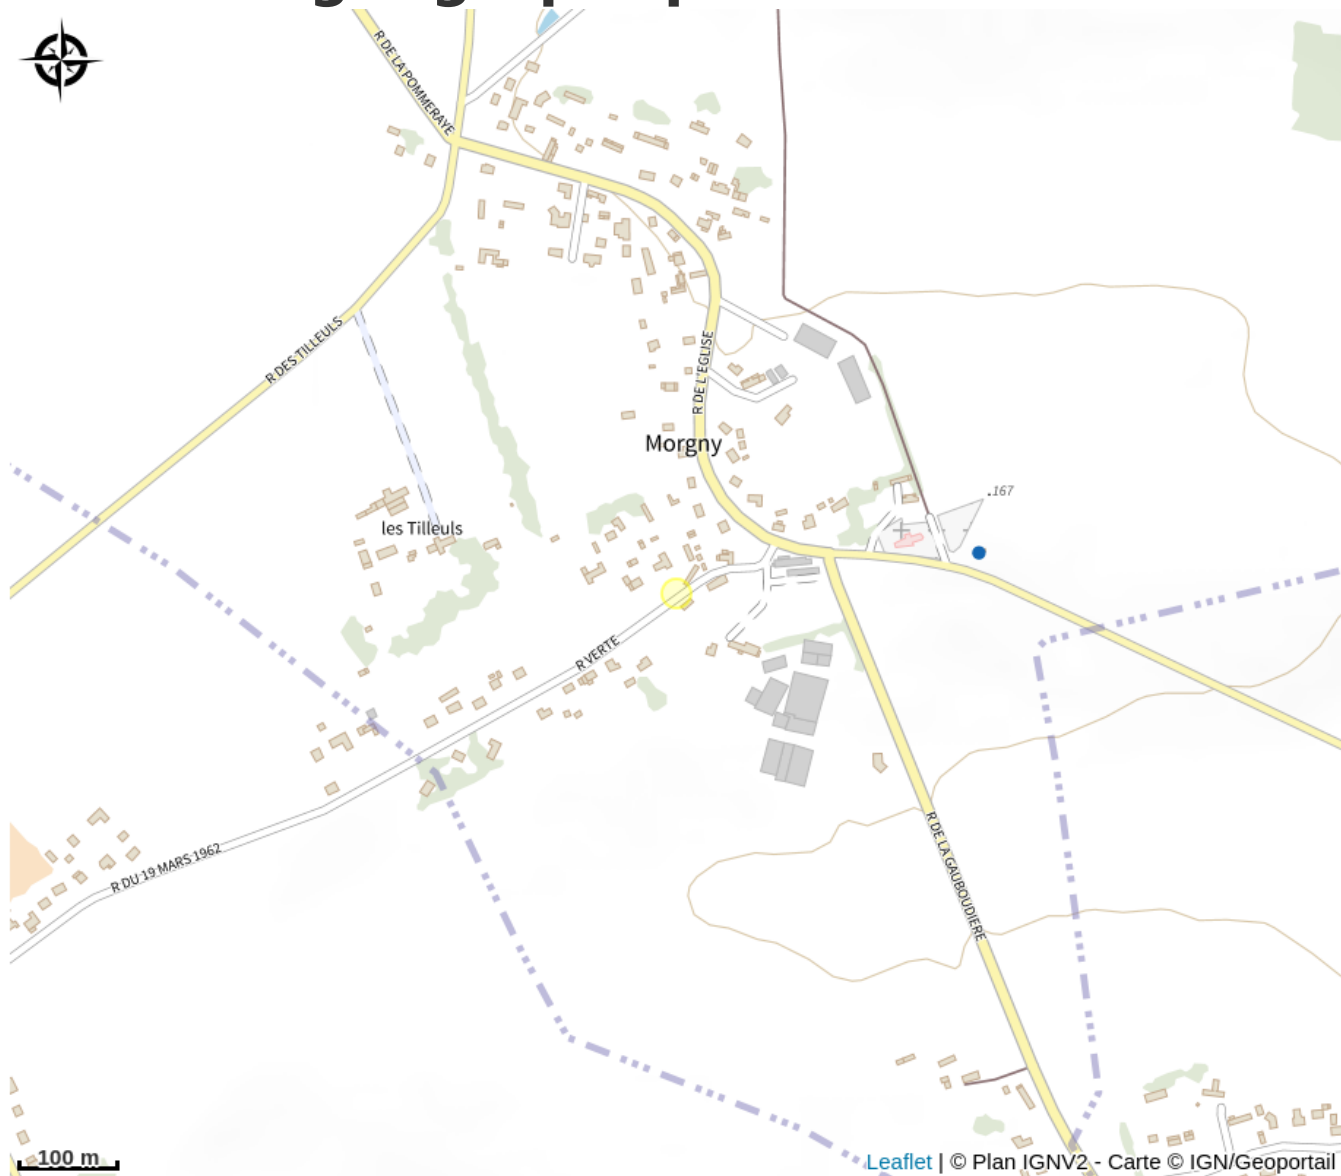 R DE LA POMMERAYE
R DES TILLEULS
R DE L'EGLISE
Morgny
.167
les Tilleuls
R VERTE
R DU 19 MARS 1962
R DE LA GAUBOUDIERE
100 m
Leaflet | © Plan IGNV2 - Carte © IGN/Geoportail